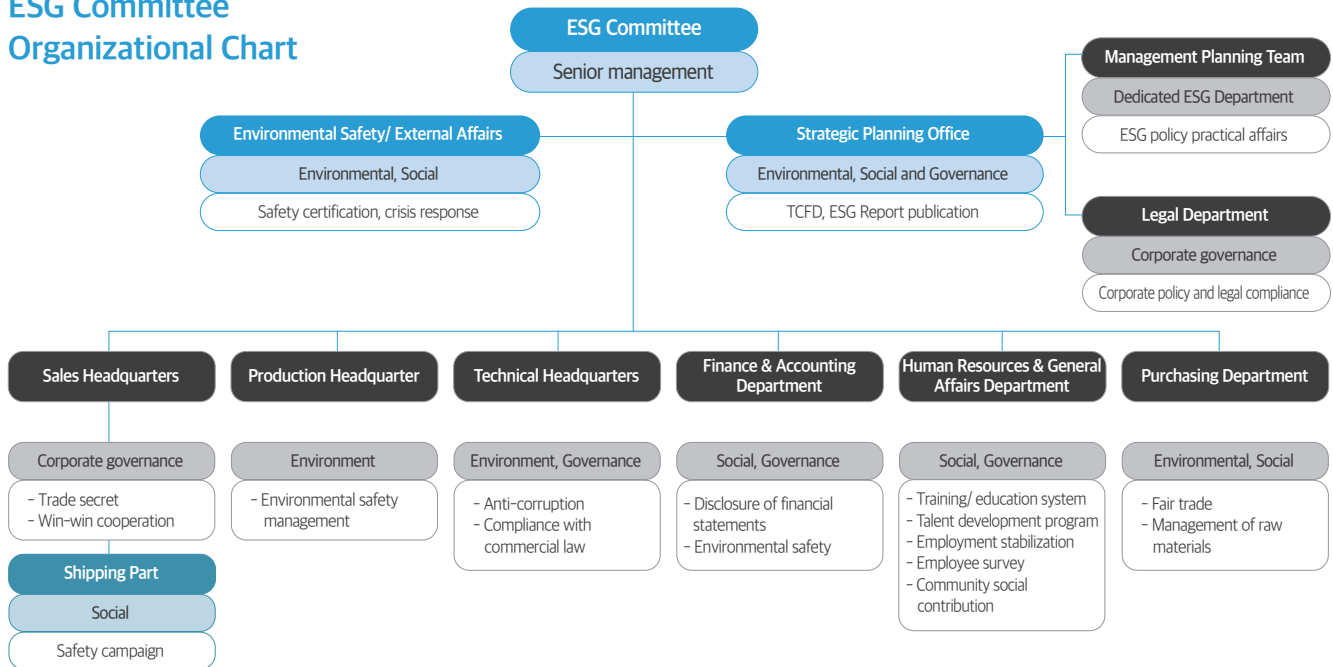 ESG Committee
Organizational Chart
ESG Committee
Senior management
Environmental Safety/ External Affairs
Environmental, Social
Safety certification, crisis response
Strategic Planning Office
Environmental, Social and Governance
TCFD, ESG Report publication
Management Planning Team
Dedicated ESG Department
ESG policy practical affairs
Legal Department
Corporate governance
Corporate policy and legal compliance
Sales Headquarters
Corporate governance
- Trade secret
- Win-win cooperation
Shipping Part
Social
Safety campaign
Production Headquarter
Environment
- Environmental safety
management
Technical Headquarters
Environment, Governance
- Anti-corruption
- Compliance with
commercial law
Finance & Accounting
Department
Social, Governance
- Disclosure of financial
statements
- Environmental safety
Human Resources & General
Affairs Department
Social, Governance
- Training/ education system
- Talent development program
- Employment stabilization
- Employee survey
- Community social
contribution
Purchasing Department
Environmental, Social
- Fair trade
- Management of raw
materials